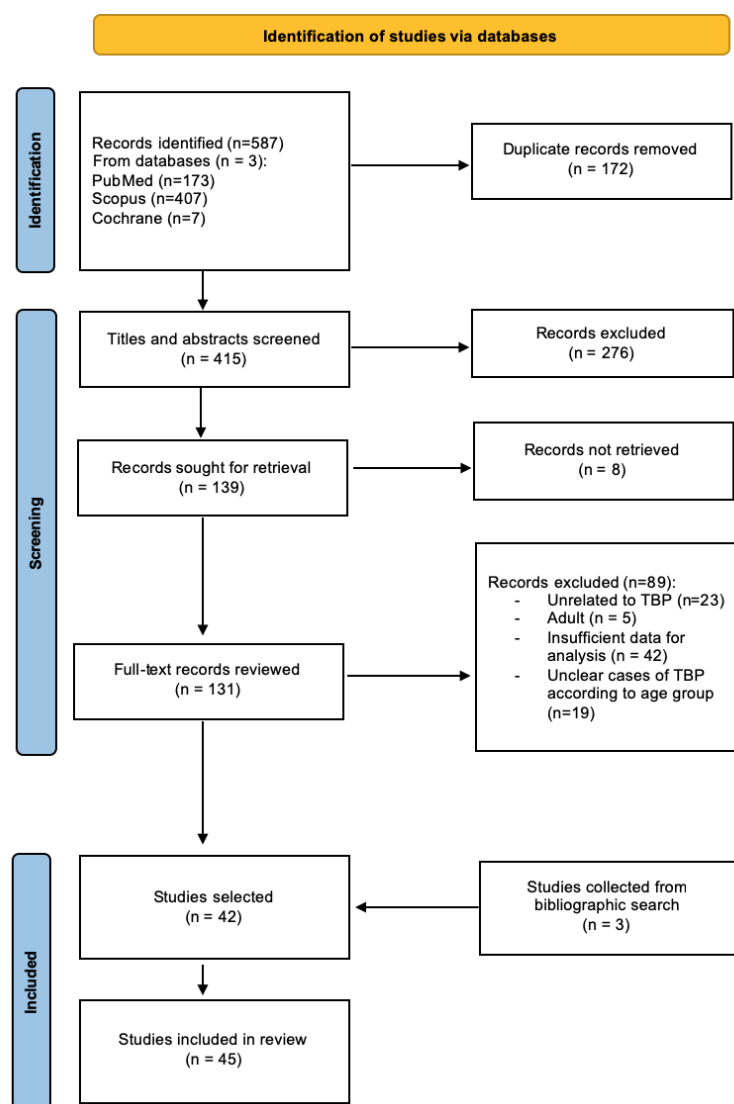 Identification of studies via databases
Identification
Records identified (n=587)
From databases (n = 3):
PubMed (n=173)
Scopus (n=407)
Cochrane (n=7)
Duplicate records removed
(n = 172)
Screening
Titles and abstracts screened
(n = 415)
Records excluded
(n = 276)
Records sought for retrieval
(n = 139)
Records not retrieved
(n = 8)
Full-text records reviewed
(n = 131)
Records excluded (n=89):
- Unrelated to TBP (n=23)
- Adult (n = 5)
- Insufficient data for
analysis (n = 42)
- Unclear cases of TBP
according to age group
(n=19)
Included
Studies selected
(n = 42)
Studies collected from
bibliographic search
(n = 3)
Studies included in review
(n = 45)